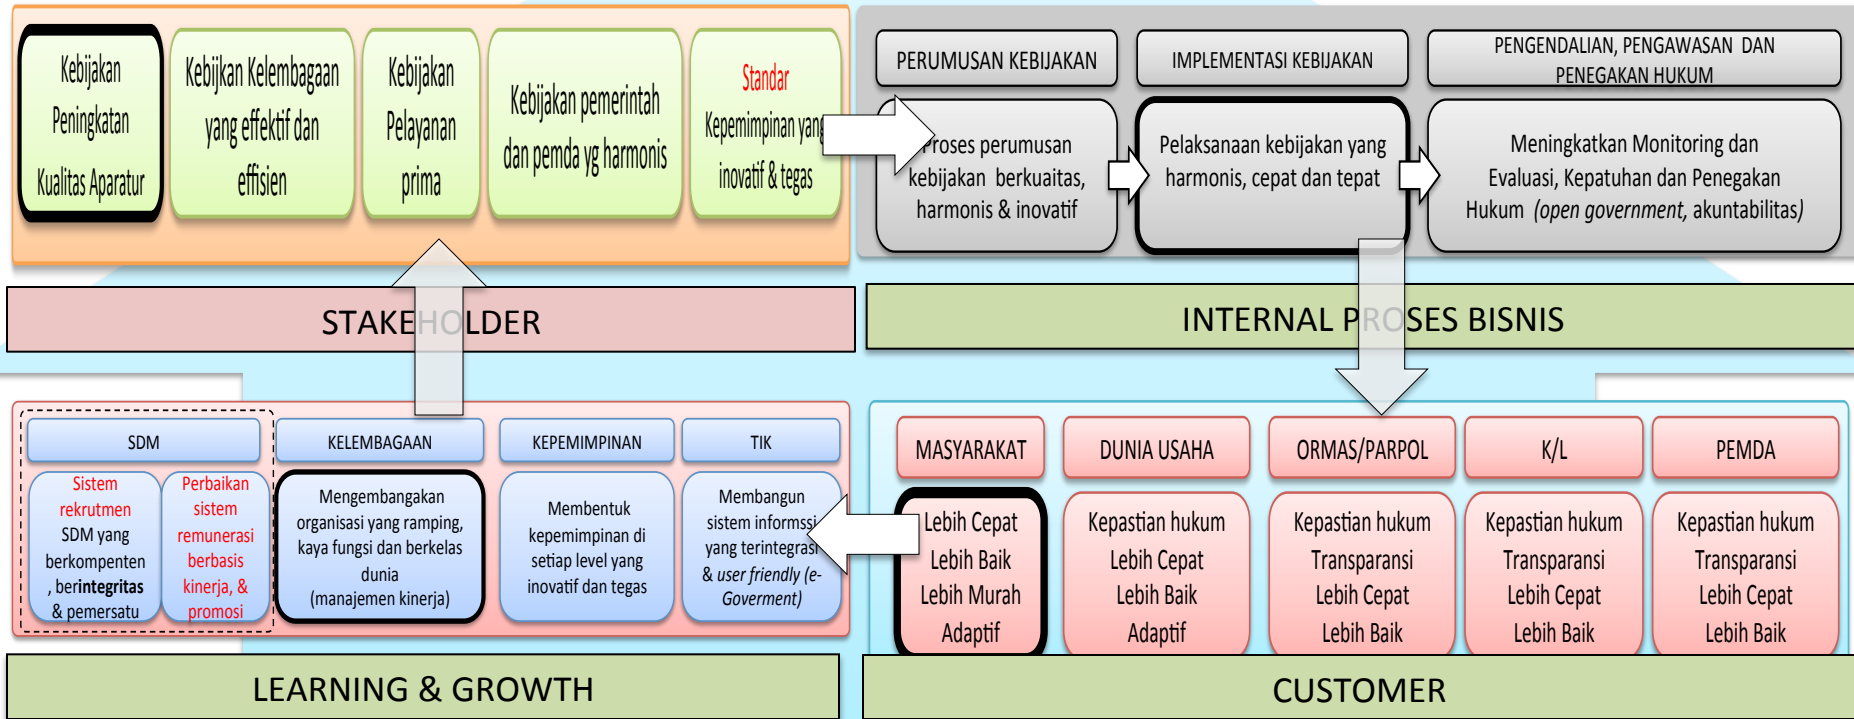 Kebijakan
Peningkatan
Kualitas Aparatur
Kebijkan Kelembagaan
yang effektif dan
effisien
Kebijakan
Pelayanan
prima
Kebijakan pemerintah
dan pemda yg harmonis
Standar
Kepemimpinan yang
inovatif & tegas
STAKEHOLDER
PERUMUSAN KEBIJAKAN
Proses perumusan
kebijakan berkuaitas,
harmonis & inovatif
IMPLEMENTASI KEBIJAKAN
Pelaksanaan kebijakan yang
harmonis, cepat dan tepat
PENGENDALIAN, PENGAWASAN DAN
PENEGAKAN HUKUM
Meningkatkan Monitoring dan
Evaluasi, Kepatuhan dan Penegakan
Hukum (open government, akuntabilitas)
INTERNAL PROSES BISNIS
SDM
Sistem
rekrutmen
SDM yang
berkompenten
, berintegritas
& pemersatu
Perbaikan
sistem
remunerasi
berbasis
kinerja, &
promosi
KELEMBAGAAN
Mengembangakan
organisasi yang ramping,
kaya fungsi dan berkelas
dunia
(manajemen kinerja)
KEPEMIMPINAN
Membentuk
kepemimpinan di
setiap level yang
inovatif dan tegas
TIK
Membangun
sistem informssi
yang terintegrasi
& user friendly (e-
Goverment)
LEARNING & GROWTH
MASYARAKAT
Lebih Cepat
Lebih Baik
Lebih Murah
Adaptif
DUNIA USAHA
Kepastian hukum
Lebih Cepat
Lebih Baik
Adaptif
ORMAS/PARPOL
Kepastian hukum
Transparansi
Lebih Cepat
Lebih Baik
K/L
Kepastian hukum
Transparansi
Lebih Cepat
Lebih Baik
PEMDA
Kepastian hukum
Transparansi
Lebih Cepat
Lebih Baik
CUSTOMER